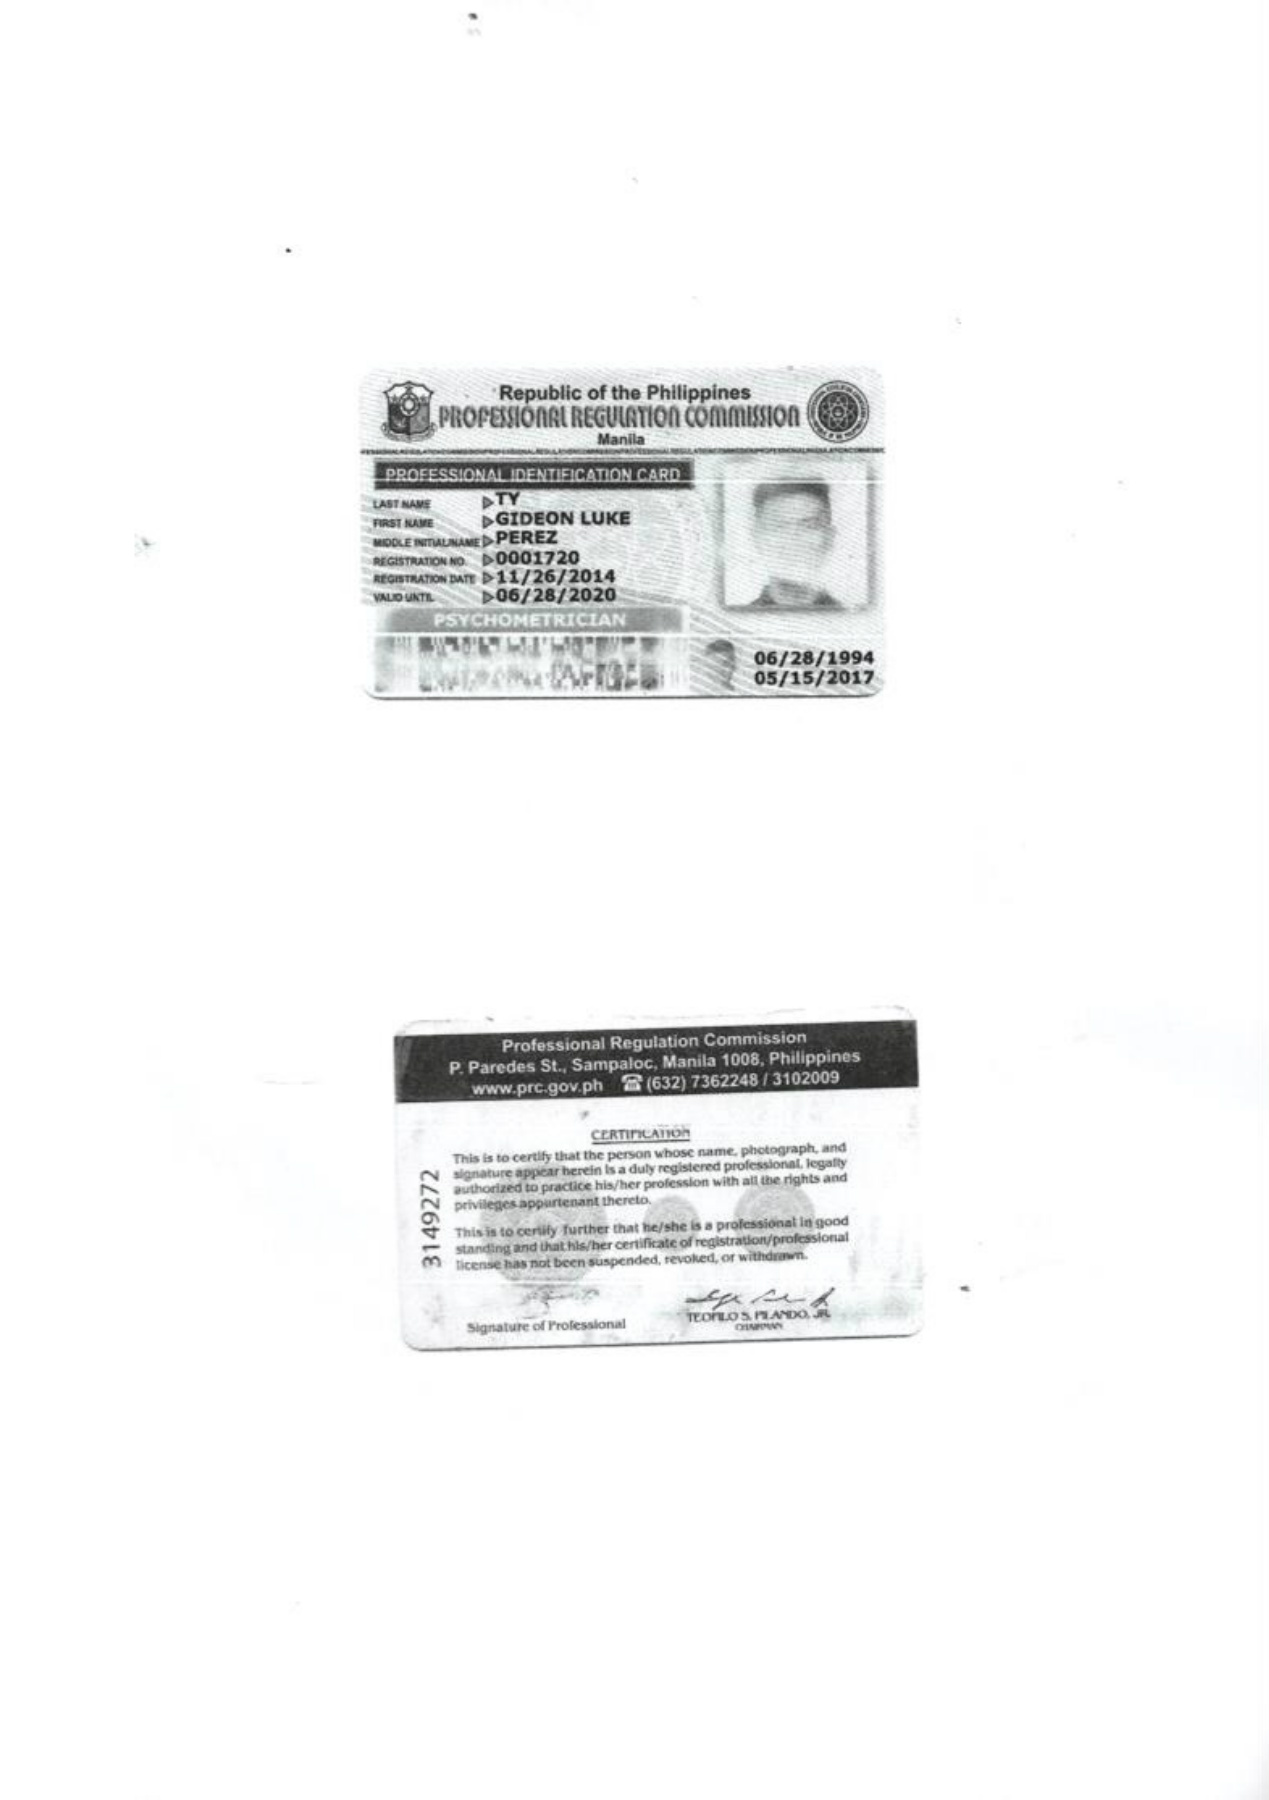 Republic of the Philippines
PROFESSIONAL REGULATION COMMISSION
Manila
PROFESSIONAL IDENTIFICATION CARD
LAST NAME TY
FIRST NAME GIDEON LUKE
MIDDLE INITIAL/NAME PEREZ
REGISTRATION NO. 0001720
REGISTRATION DATE 11/26/2014
VALID UNTIL 06/28/2020
PSYCHOMETRICIAN
06/28/1994
05/15/2017
Professional Regulation Commission
P. Paredes St., Sampaloc, Manila 1008, Philippines
www.prc.gov.ph ☎ (632) 7362248 / 3102009
CERTIFICATION
This is to certify that the person whose name, photograph, and
signature appear herein is a duly registered professional, legally
authorized to practice his/her profession with all the rights and
privileges appurtenant thereto.
This is to certify further that he/she is a professional in good
standing and that his/her certificate of registration/professional
license has not been suspended, revoked, or withdrawn.
3149272
Signature of Professional
TEOFILO S. PILANDO, JR.
CHAIRMAN